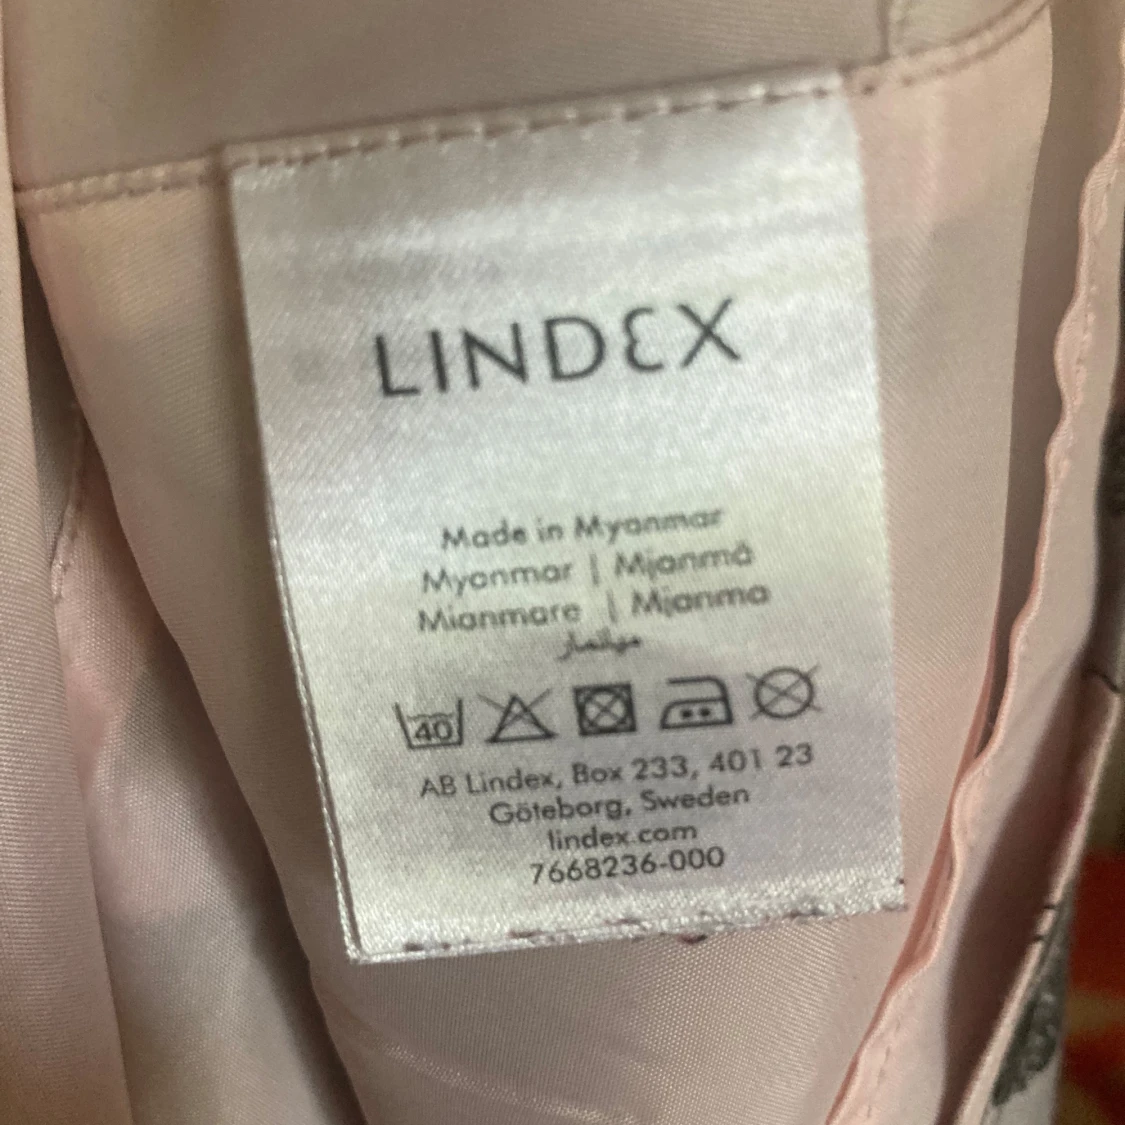 LINDEX
Made in Myanmar
Myanmar | Mjanmå
Mianmare | Mjanma
ميانمار
40
AB Lindex, Box 233, 401 23
Göteborg, Sweden
lindex.com
7668236-000